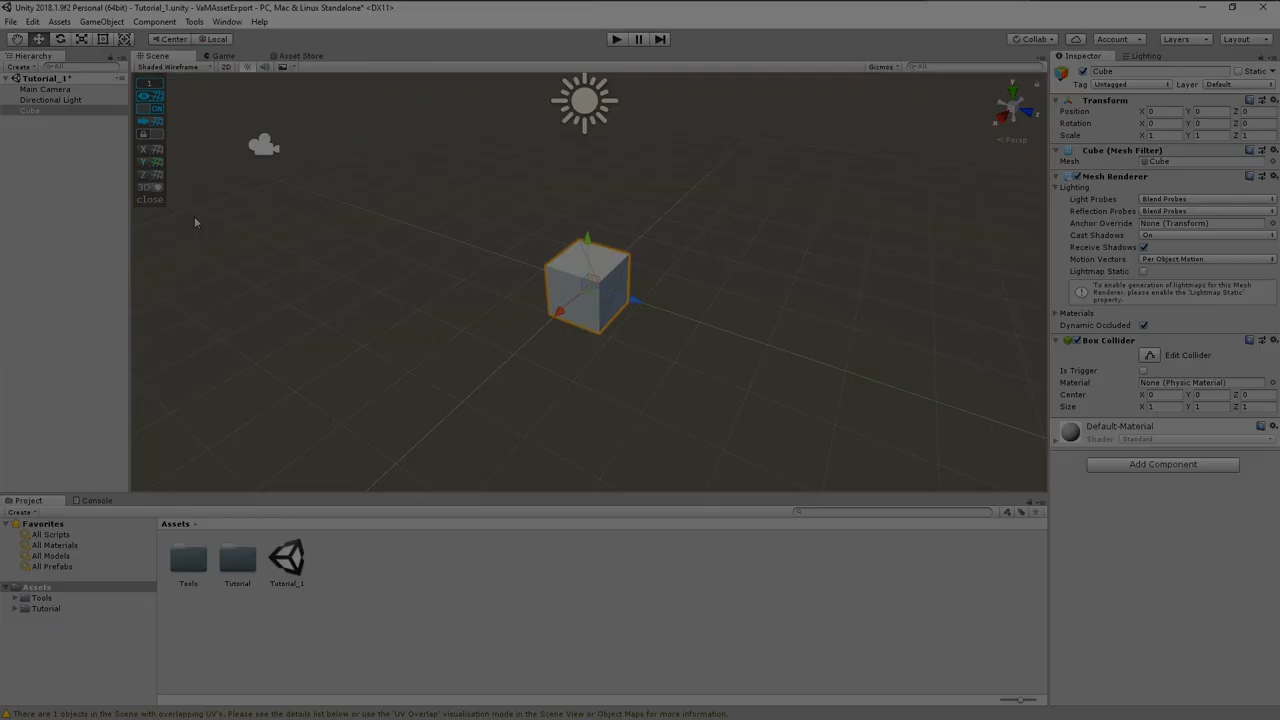 Unity 2018.1.9f2 Personal (64bit) - Tutorial_1.unity - VaMAssetExport - PC, Mac & Linux Standalone* <DX11>
File Edit Assets GameObject Component Tools Window Help
Center Local Collab Account Layers Layout
Hierarchy Scene Game Asset Store Inspector Lighting
Create All Shaded Wireframe 2D Gizmos All
Tutorial_1*
Main Camera
Directional Light
Cube
1
ON
X
Y
Z
3D
close
y
x
z
Persp
Cube Static
Tag Untagged Layer Default
Transform
Position X 0 Y 0 Z 0
Rotation X 0 Y 0 Z 0
Scale X 1 Y 1 Z 1
Cube (Mesh Filter)
Mesh Cube
Mesh Renderer
Lighting
Light Probes Blend Probes
Reflection Probes Blend Probes
Anchor Override None (Transform)
Cast Shadows On
Receive Shadows
Motion Vectors Per Object Motion
Lightmap Static
To enable generation of lightmaps for this Mesh
Renderer, please enable the 'Lightmap Static'
property.
Materials
Dynamic Occluded
Box Collider
Edit Collider
Is Trigger
Material None (Physic Material)
Center X 0 Y 0 Z 0
Size X 1 Y 1 Z 1
Default-Material
Shader Standard
Add Component
Project Console
Create
Favorites
All Scripts
All Materials
All Models
All Prefabs
Assets
Tools
Tutorial
Assets
Tools Tutorial Tutorial_1
There are 1 objects in the Scene with overlapping UV's. Please see the details list below or use the 'UV Overlap' visualisation mode in the Scene View or Object Maps for more information.